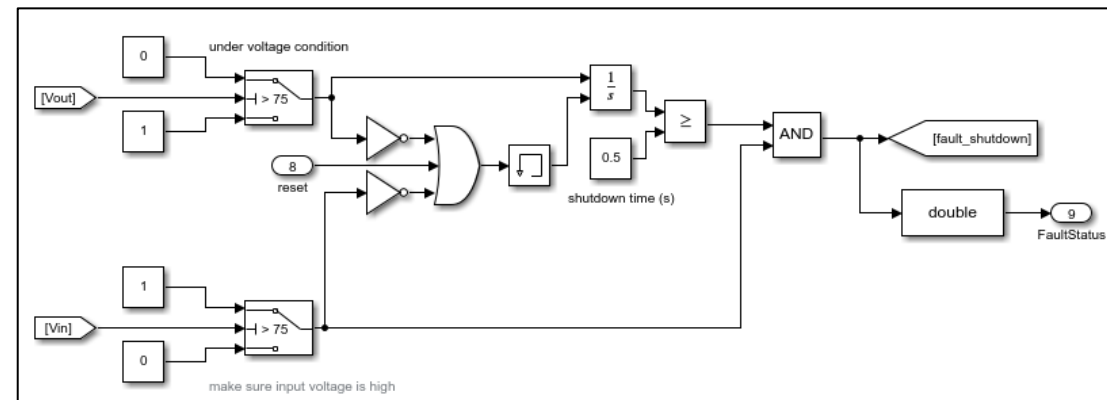 under voltage condition
0
[Vout]
> 75
1
1
s
≥
AND
[fault_shutdown]
8
reset
0.5
shutdown time (s)
double
9
FaultStatus
1
[Vin]
> 75
0
make sure input voltage is high